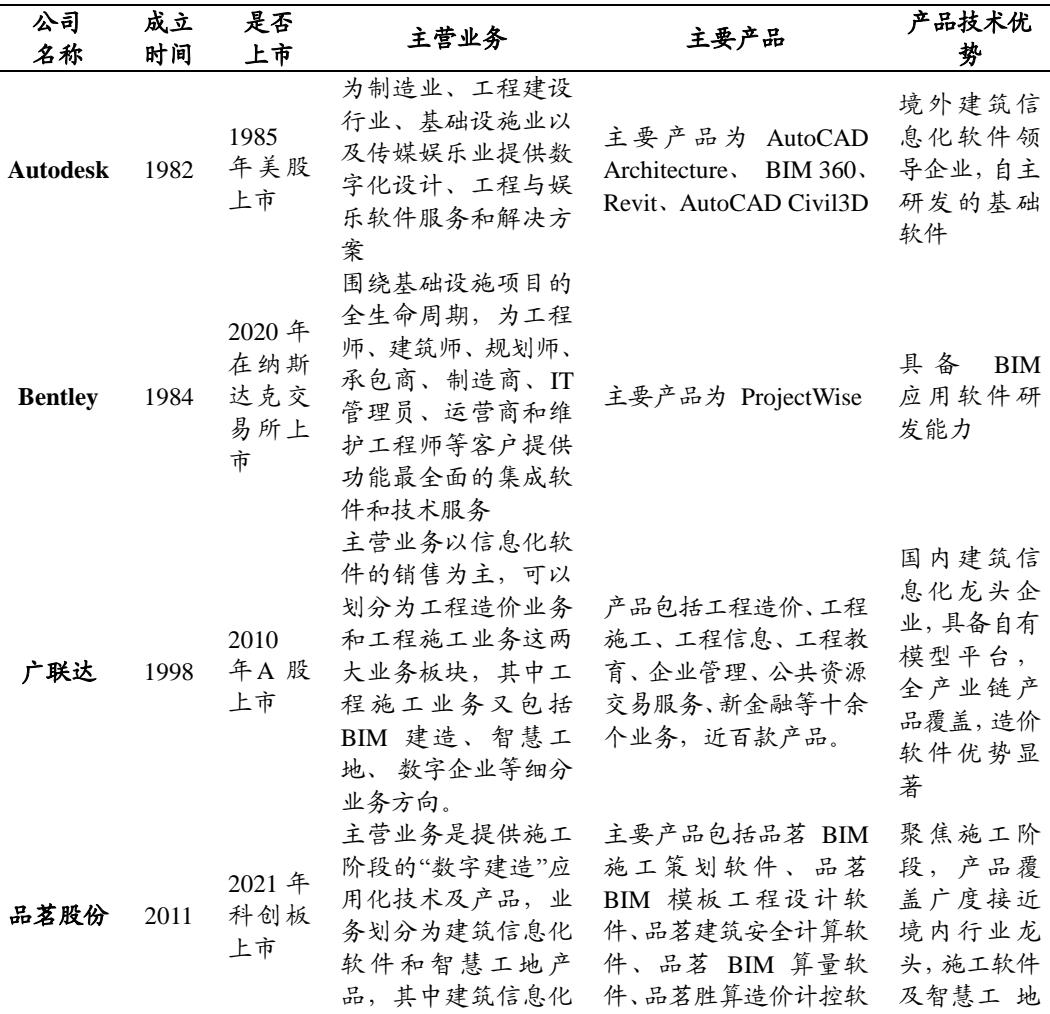 公司
名称
成立
时间
是否
上市
主营业务
主要产品
产品技术优
势
Autodesk
1982
1985
年美股
上市
为制造业、工程建设
行业、基础设施业以
及传媒娱乐业提供数
字化设计、工程与娱
乐软件服务和解决方
案
主要产品为 AutoCAD
Architecture、 BIM 360、
Revit、AutoCAD Civil3D
境外建筑信
息化软件领
导企业,自主
研发的基础
软件
Bentley
1984
2020 年
在纳斯
达克交
易所上
市
围绕基础设施项目的
全生命周期，为工程
师、建筑师、规划师、
承包商、制造商、IT
管理员、运营商和维
护工程师等客户提供
功能最全面的集成软
件和技术服务
主要产品为 ProjectWise
具备 BIM
应用软件研
发能力
广联达
1998
2010
年A 股
上市
主营业务以信息化软
件的销售为主，可以
划分为工程造价业务
和工程施工业务这两
大业务板块，其中工
程施工业务又包括
BIM 建造、智慧工
地、 数字企业等细分
业务方向。
产品包括工程造价、工程
施工、工程信息、工程教
育、企业管理、公共资源
交易服务、新金融等十余
个业务，近百款产品。
国内建筑信
息化龙头企
业,具备自有
模型平台，
全产业链产
品覆盖,造价
软件优势显
著
品茗股份
2011
2021 年
科创板
上市
主营业务是提供施工
阶段的“数字建造”应
用化技术及产品，业
务划分为建筑信息化
软件和智慧工地产
品，其中建筑信息化
主要产品包括品茗 BIM
施工策划软件、品茗
BIM 模板工程设计软
件、品茗建筑安全计算软
件、品茗 BIM 算量软
件、品茗胜算造价计控软
聚焦施工阶
段，产品覆
盖广度接近
境内行业龙
头,施工软件
及智慧工 地